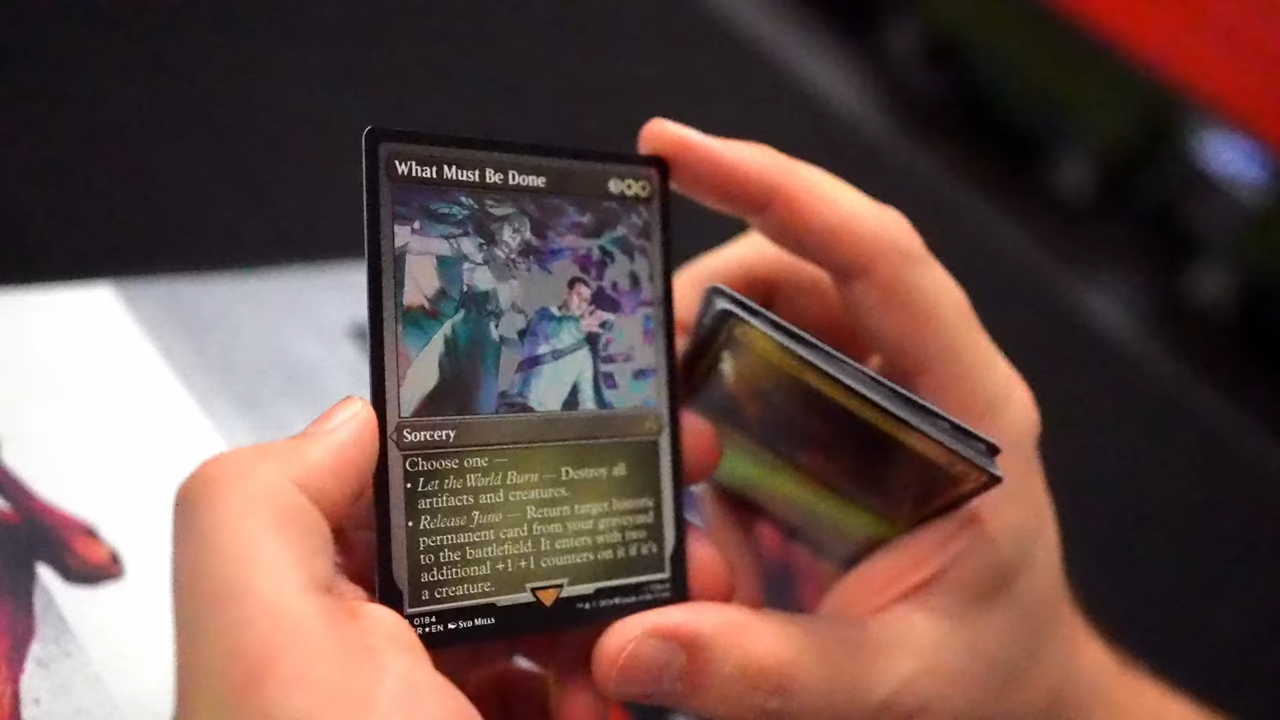 What Must Be Done
Sorcery
Choose one —
• Let the World Burn — Destroy all
artifacts and creatures.
• Release Juno — Return target historic
permanent card from your graveyard
to the battlefield. It enters with two
additional +1/+1 counters on it if it's
a creature.
0184
R★EN Syd Mills